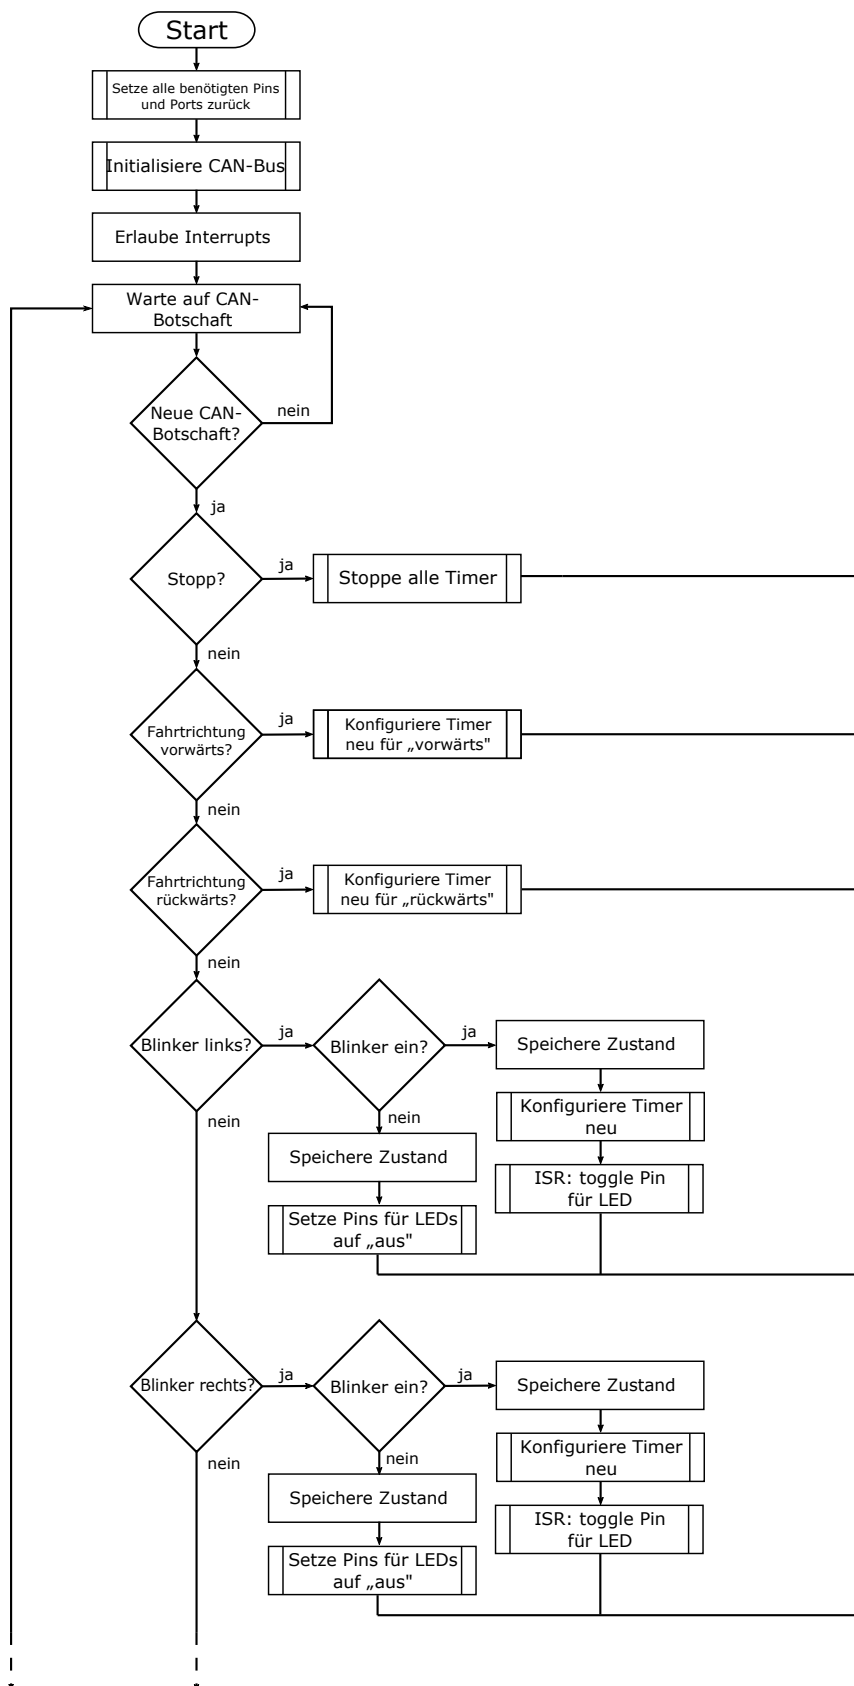 Start
Setze alle benötigten Pins
und Ports zurück
Initialisiere CAN-Bus
Erlaube Interrupts
Warte auf CAN-
Botschaft
Neue CAN-
Botschaft?
nein
ja
Stopp?
ja
Stoppe alle Timer
nein
Fahrtrichtung
vorwärts?
ja
Konfiguriere Timer
neu für „vorwärts"
nein
Fahrtrichtung
rückwärts?
ja
Konfiguriere Timer
neu für „rückwärts"
nein
Blinker links?
ja
Blinker ein?
ja
Speichere Zustand
Konfiguriere Timer
neu
ISR: toggle Pin
für LED
nein
Speichere Zustand
Setze Pins für LEDs
auf „aus"
nein
Blinker rechts?
ja
Blinker ein?
ja
Speichere Zustand
Konfiguriere Timer
neu
ISR: toggle Pin
für LED
nein
Speichere Zustand
Setze Pins für LEDs
auf „aus"
nein